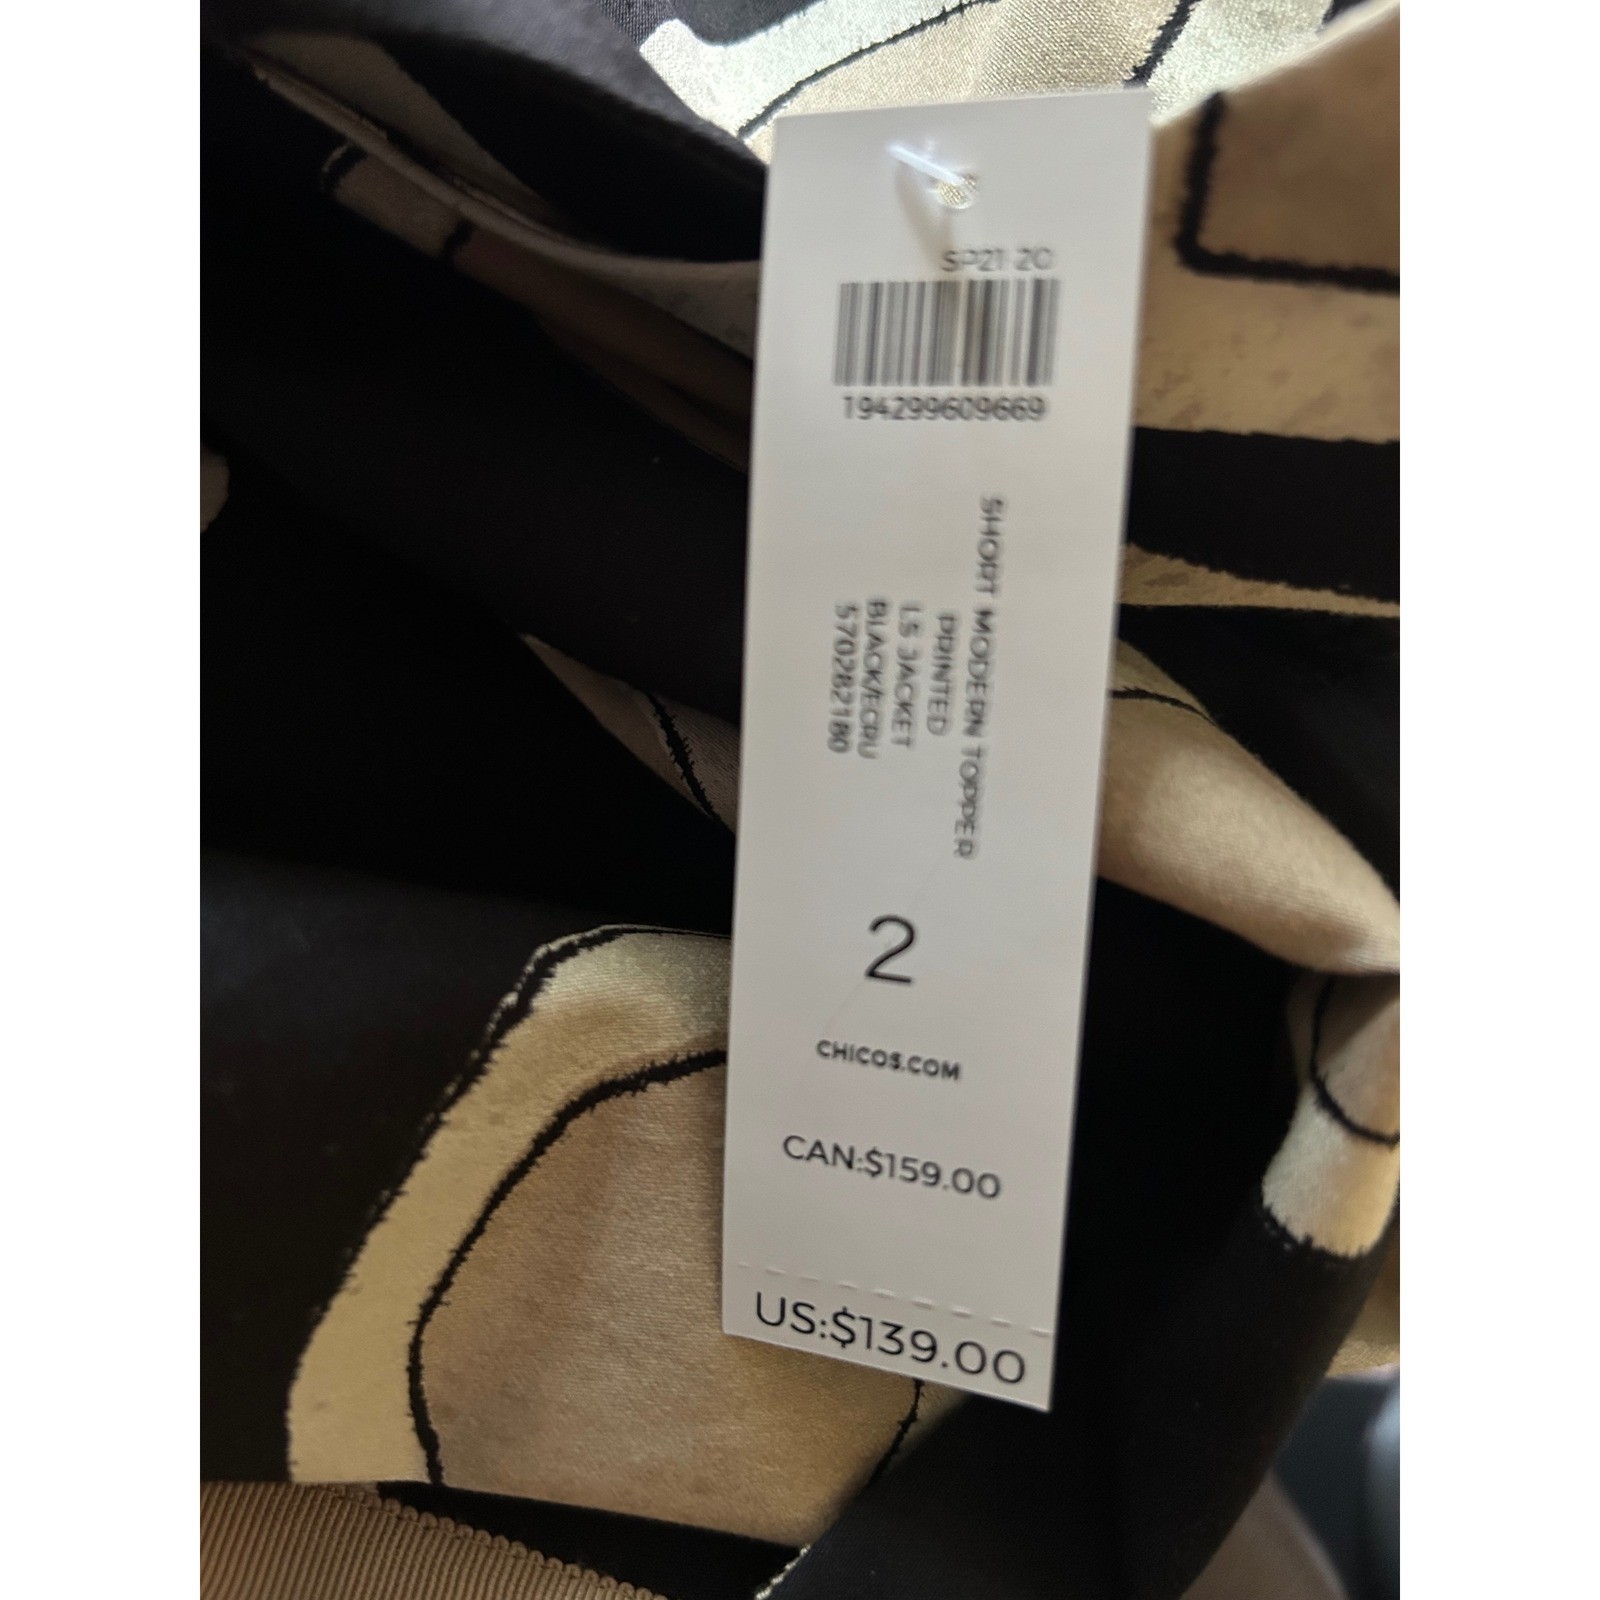 SP21 20
194299609669
SHORT MODERN TOPPER
PRINTED
LS JACKET
BLACK/ECRU
570282180
2
CHICOS.COM
CAN:$159.00
US:$139.00